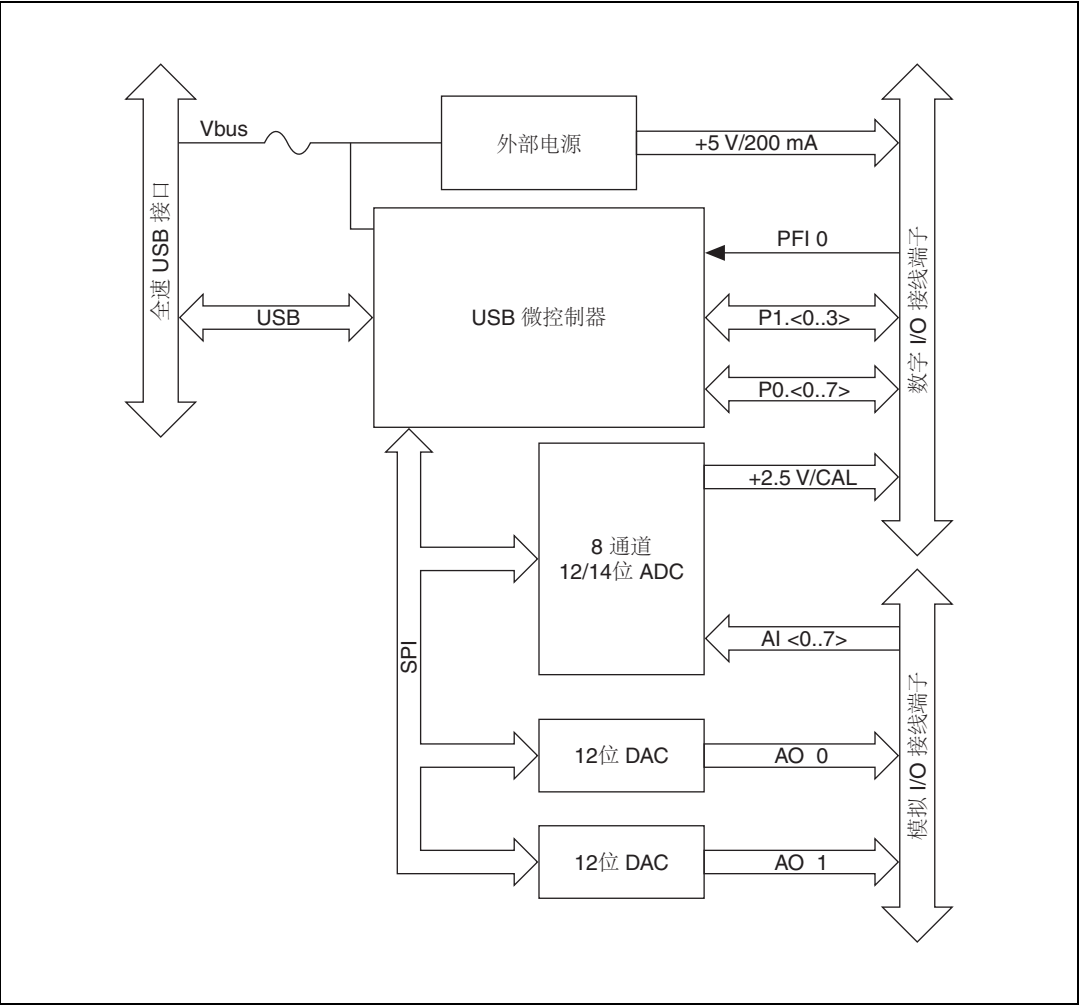 Vbus
外部电源
+5 V/200 mA
全速 USB 接口
PFI 0
USB
USB 微控制器
P1.<0..3>
P0.<0..7>
数字 I/O 接线端子
+2.5 V/CAL
8 通道
12/14位 ADC
AI <0..7>
SPI
12位 DAC
AO 0
模拟 I/O 接线端子
12位 DAC
AO 1